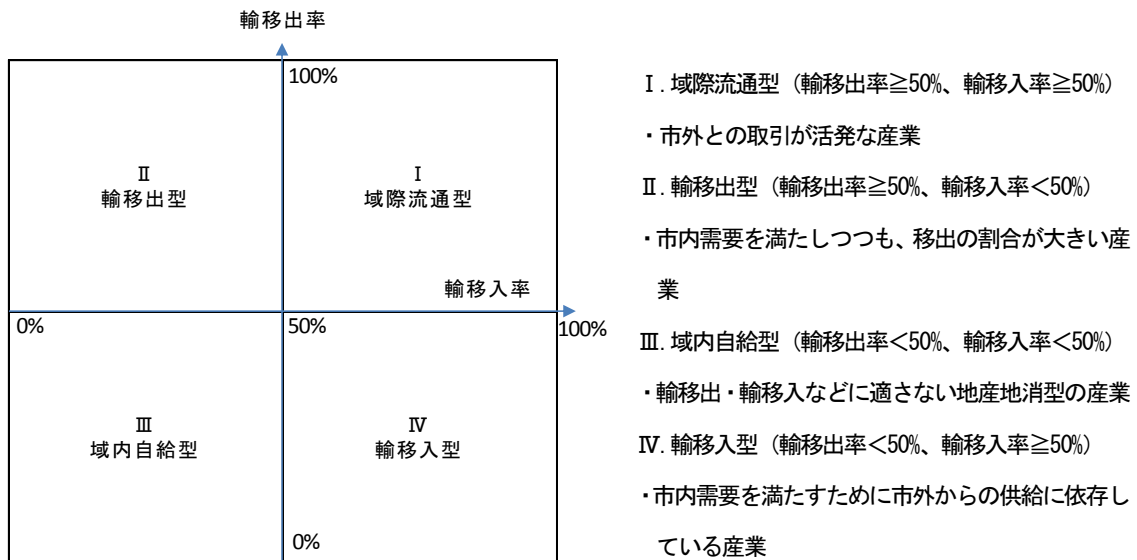 輸移出率
100%
Ⅱ
輸移出型
Ⅰ
域際流通型
輸移入率
0%
50%
100%
Ⅲ
域内自給型
Ⅳ
輸移入型
0%
Ⅰ.域際流通型（輸移出率≧50%、輸移入率≧50%）
・市外との取引が活発な産業
Ⅱ.輸移出型（輸移出率≧50%、輸移入率＜50%）
・市内需要を満たしつつも、移出の割合が大きい産
業
Ⅲ.域内自給型（輸移出率＜50%、輸移入率＜50%）
・輸移出・輸移入などに適さない地産地消型の産業
Ⅳ.輸移入型（輸移出率＜50%、輸移入率≧50%）
・市内需要を満たすために市外からの供給に依存し
ている産業